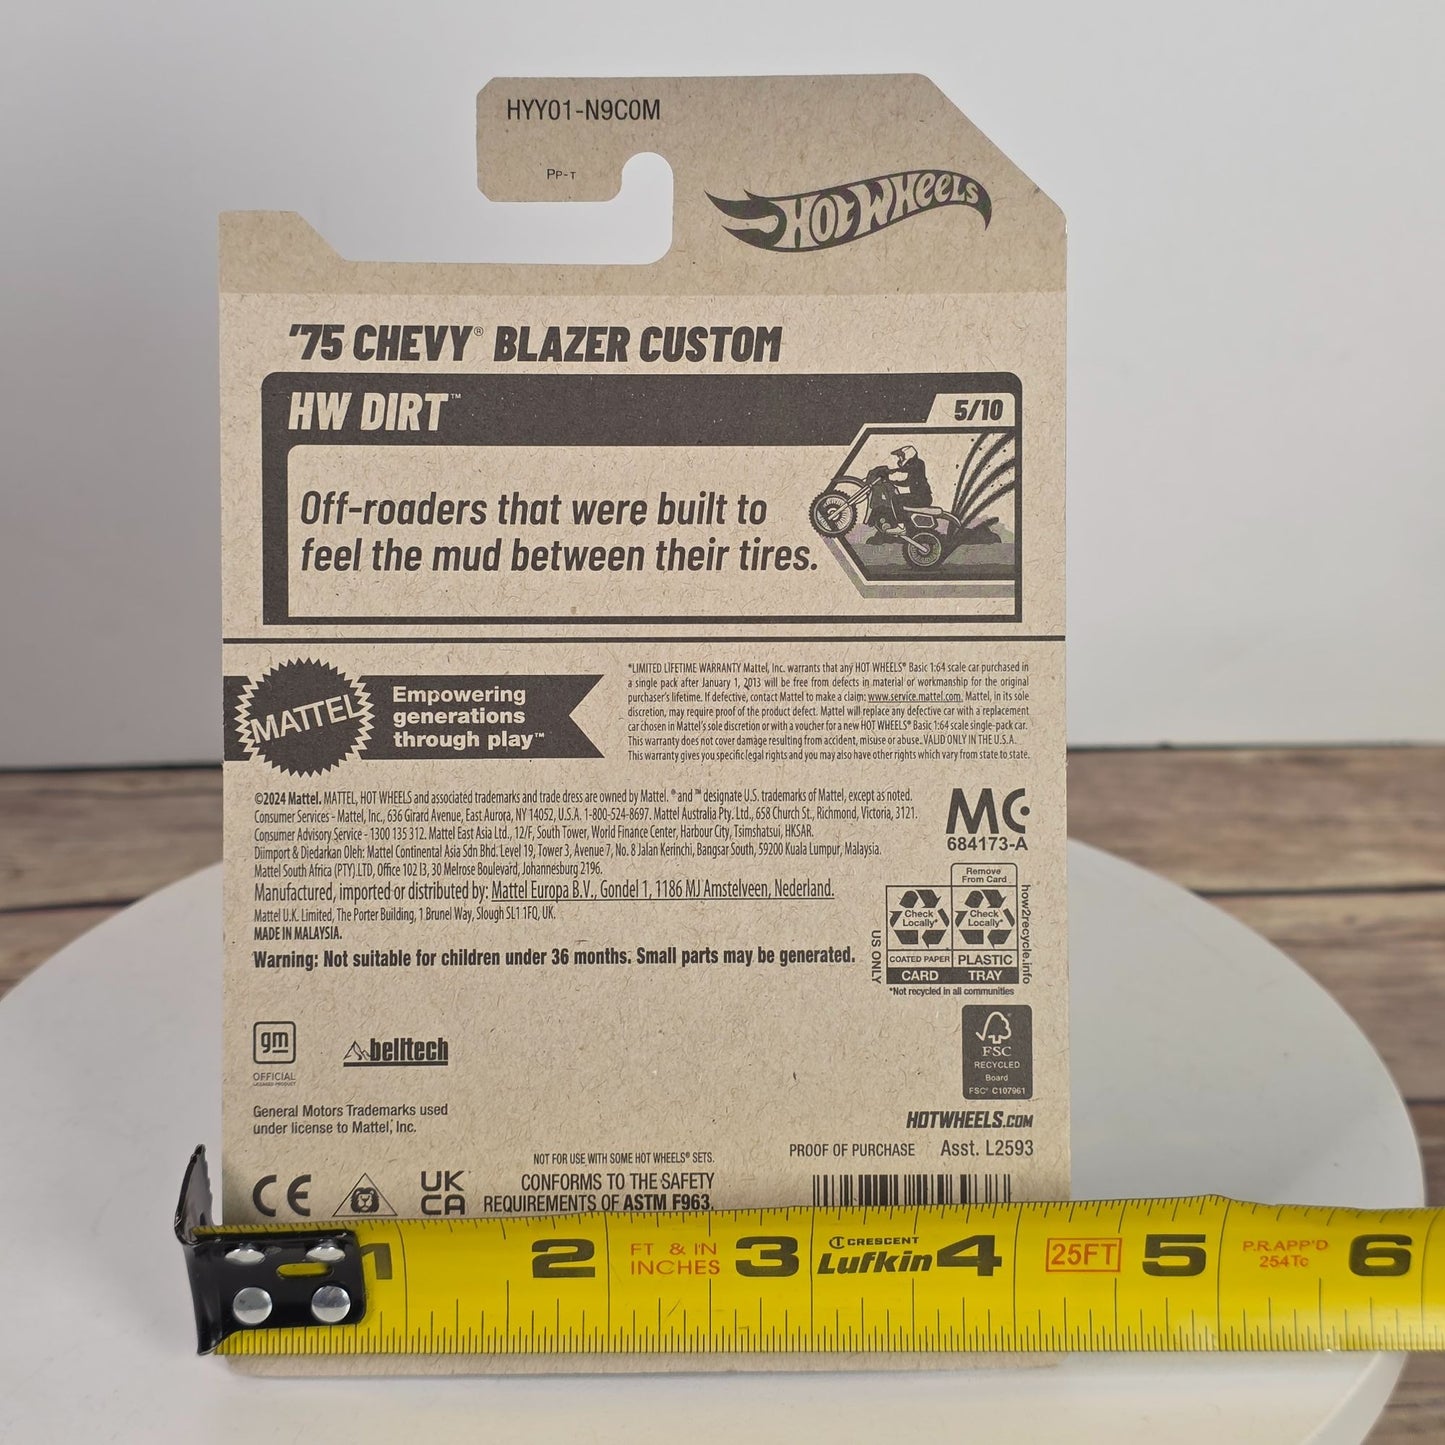 HYY01-N9C0M
PP-T
HOT WHEELS
'75 CHEVY® BLAZER CUSTOM
HW DIRT™
5/10
Off-roaders that were built to
feel the mud between their tires.
MATTEL
Empowering
generations
through play™
*LIMITED LIFETIME WARRANTY Mattel, Inc. warrants that any HOT WHEELS® Basic 1:64 scale car purchased in
a single pack after January 1, 2013 will be free from defects in material or workmanship for the original
purchaser's lifetime. If defective, contact Mattel to make a claim: www.service.mattel.com. Mattel, in its sole
discretion, may require proof of the product defect. Mattel will replace any defective car with a replacement
car chosen in Mattel's sole discretion or with a voucher for a new HOT WHEELS® Basic 1:64 scale single-pack car.
This warranty does not cover damage resulting from accident, misuse or abuse. VALID ONLY IN THE U.S.A.
This warranty gives you specific legal rights and you may also have other rights which vary from state to state.
©2024 Mattel. MATTEL, HOT WHEELS and associated trademarks and trade dress are owned by Mattel. ® and ™ designate U.S. trademarks of Mattel, except as noted.
Consumer Services - Mattel, Inc., 636 Girard Avenue, East Aurora, NY 14052, U.S.A. 1-800-524-8697. Mattel Australia Pty. Ltd., 658 Church St., Richmond, Victoria, 3121.
Consumer Advisory Service - 1300 135 312. Mattel East Asia Ltd., 12/F, South Tower, World Finance Center, Harbour City, Tsimshatsui, HKSAR.
Diimport & Diedarkan Oleh: Mattel Continental Asia Sdn Bhd. Level 19, Tower 3, Avenue 7, No. 8 Jalan Kerinchi, Bangsar South, 59200 Kuala Lumpur, Malaysia.
Mattel South Africa (PTY) LTD, Office 102 I3, 30 Melrose Boulevard, Johannesburg 2196.
Manufactured, imported or distributed by: Mattel Europa B.V., Gondel 1, 1186 MJ Amstelveen, Nederland.
Mattel U.K. Limited, The Porter Building, 1 Brunel Way, Slough SL1 1FQ, UK.
MADE IN MALAYSIA.
Warning: Not suitable for children under 36 months. Small parts may be generated.
MC
684173-A
Remove
From Card
Check
Locally*
Check
Locally*
COATED PAPER
PLASTIC
CARD
TRAY
US ONLY
how2recycle.info
*Not recycled in all communities
gm
OFFICIAL
LICENSED PRODUCT
belltech
FSC
RECYCLED
Board
FSC® C107961
General Motors Trademarks used
under license to Mattel, Inc.
HOTWHEELS.COM
PROOF OF PURCHASE
Asst. L2593
NOT FOR USE WITH SOME HOT WHEELS® SETS.
CE
UK
CA
CONFORMS TO THE SAFETY
REQUIREMENTS OF ASTM F963.
1
2
FT & IN
INCHES
3
CRESCENT
Lufkin
4
25FT
5
P.R.APP'D
254Tc
6